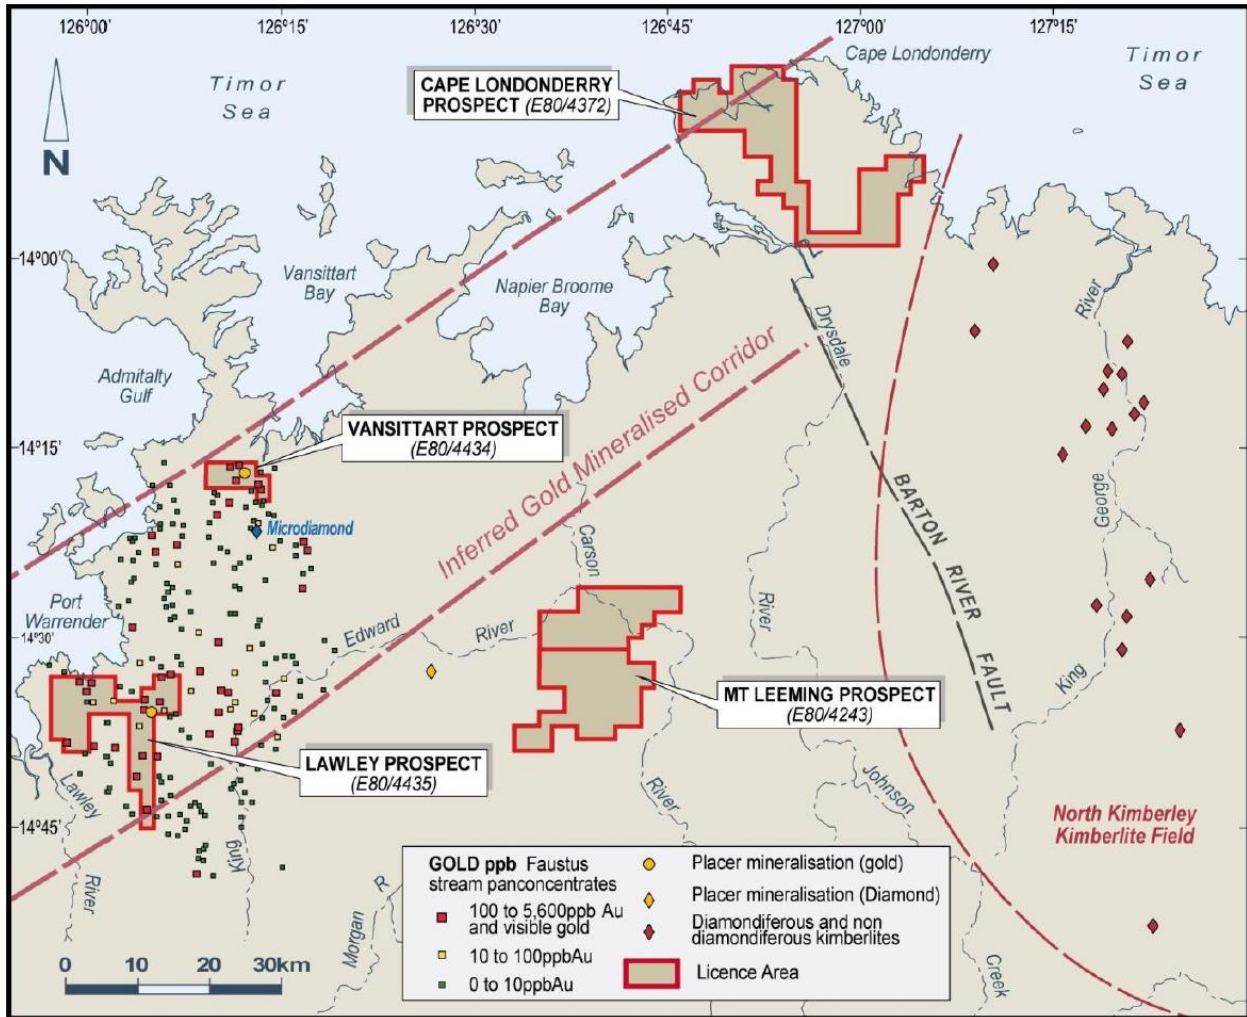 126°00'
126°15'
126°30'
126°45'
127°00'
127°15'
Timor
Sea
CAPE LONDONDERRY
PROSPECT (E80/4372)
Cape Londonderry
Timor
Sea
N
14°00'
Vansittart
Bay
Napier Broome
Bay
Drysdale
River
Admitalty
Gulf
VANSITTART PROSPECT
(E80/4434)
Inferred Gold Mineralised Corridor
14°15'
Microdiamond
BARTON RIVER FAULT
George
Carson
Port
Warrender
River
14°30'
Edward
River
King
MT LEEMING PROSPECT
(E80/4243)
LAWLEY PROSPECT
(E80/4435)
Lawley
River
Johnson
14°45'
King
North Kimberley
Kimberlite Field
River
R
Morgan
Creek
GOLD ppb Faustus
stream panconcentrates
100 to 5,600ppb Au
and visible gold
10 to 100ppbAu
0 to 10ppbAu
Placer mineralisation (gold)
Placer mineralisation (Diamond)
Diamondiferous and non
diamondiferous kimberlites
Licence Area
0 10 20 30km